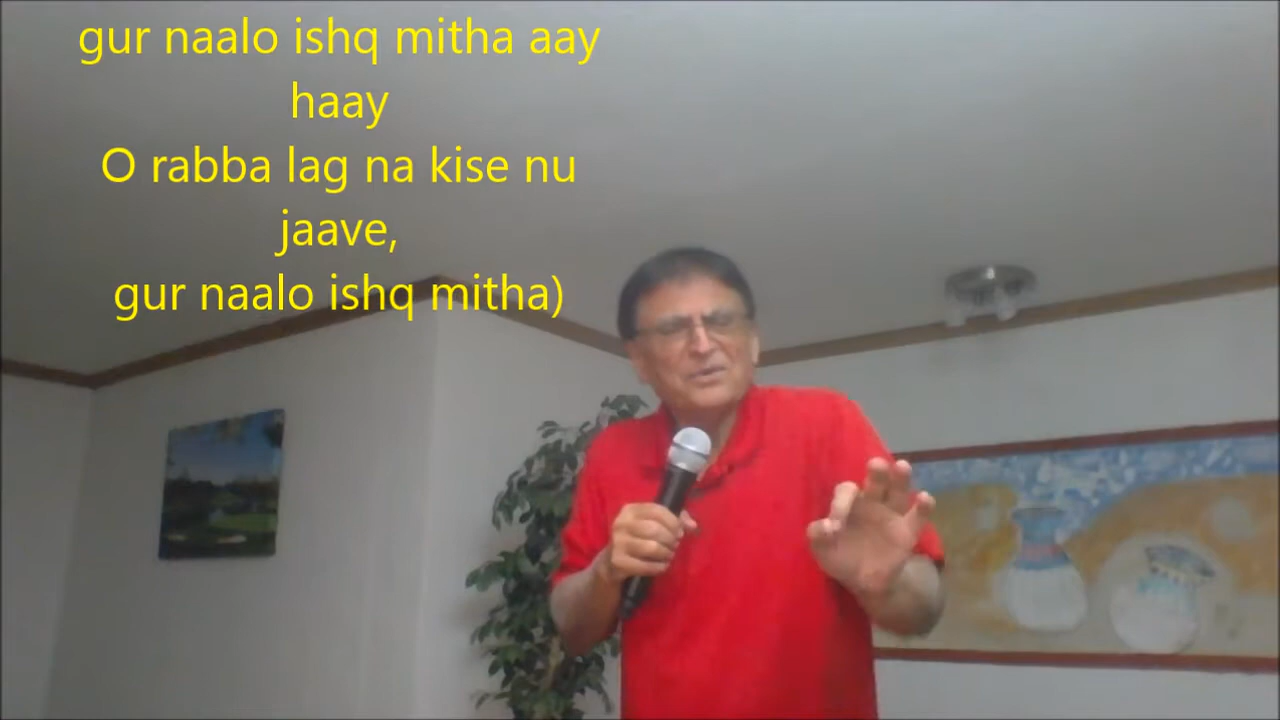 gur naalo ishq mitha aay
haay
O rabba lag na kise nu
jaave,
gur naalo ishq mitha)